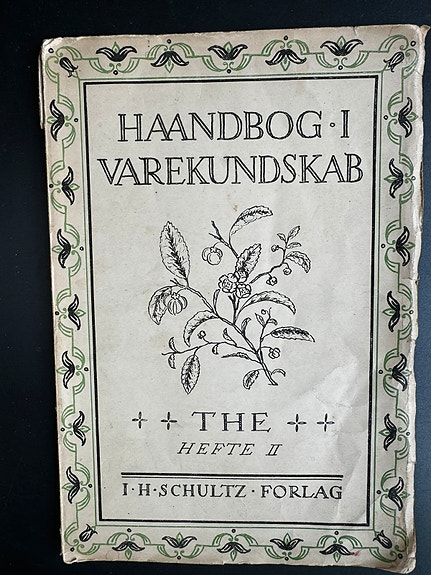 HAANDBOG · I
VAREKUNDSKAB
THE
HEFTE II
I · H · SCHULTZ · FORLAG